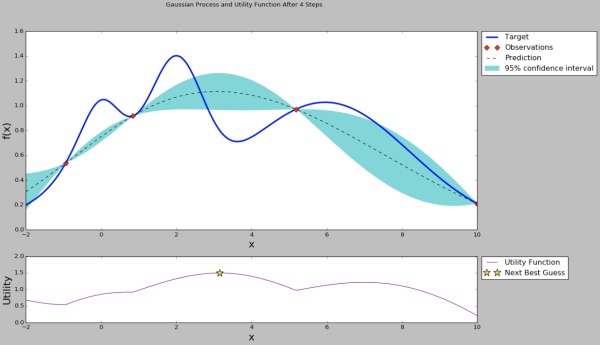 Gaussian Process and Utility Function After 4 Steps
1.6
1.4
1.2
1.0
0.8
0.6
0.4
0.2
0.0
f(x)
−2
0
2
4
6
8
10
x
Target
Observations
Prediction
95% confidence interval
2.0
1.5
1.0
0.5
0.0
Utility
−2
0
2
4
6
8
10
x
Utility Function
Next Best Guess